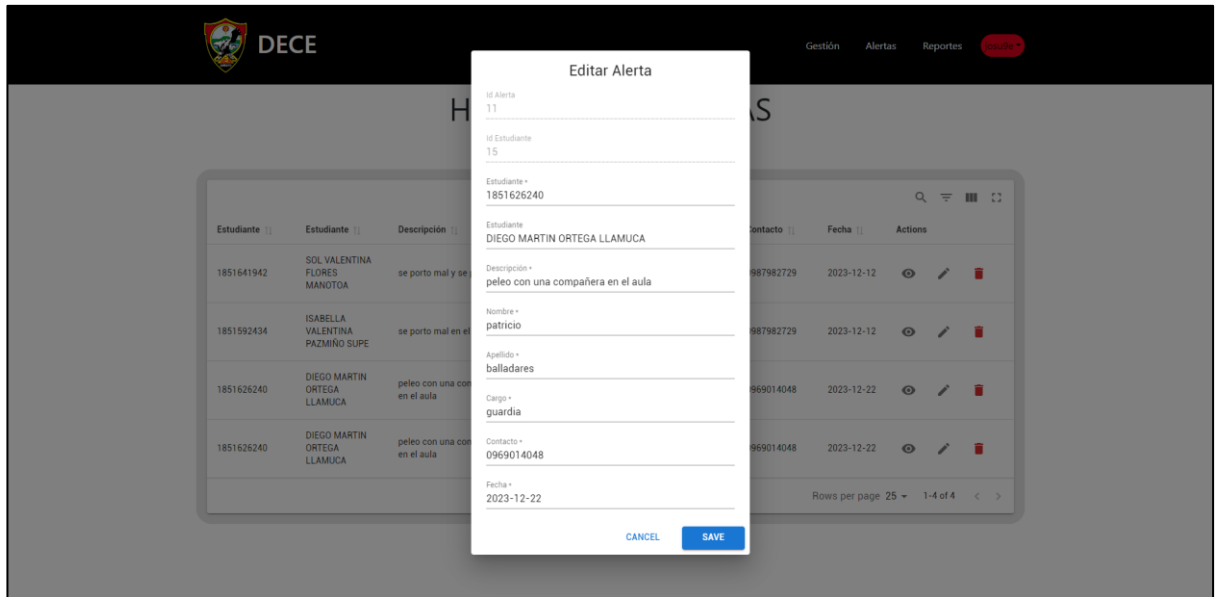 DECE
Gestión Alertas Reportes
H
AS
Editar Alerta
Id Alerta
11
Id Estudiante
15
Estudiante *
1851626240
Estudiante
DIEGO MARTIN ORTEGA LLAMUCA
Descripción *
peleo con una compañera en el aula
Nombre *
patricio
Apellido *
balladares
Cargo *
guardia
Contacto *
0969014048
Fecha *
2023-12-22
CANCEL SAVE
Estudiante Estudiante Descripción Contacto Fecha Actions
1851641942 SOL VALENTINA FLORES MANOTOA se porto mal y se 0987982729 2023-12-12
1851592434 ISABELLA VALENTINA PAZMIÑO SUPE se porto mal en el 0987982729 2023-12-12
1851626240 DIEGO MARTIN ORTEGA LLAMUCA peleo con una con en el aula 0969014048 2023-12-22
1851626240 DIEGO MARTIN ORTEGA LLAMUCA peleo con una con en el aula 0969014048 2023-12-22
Rows per page 25 1-4 of 4